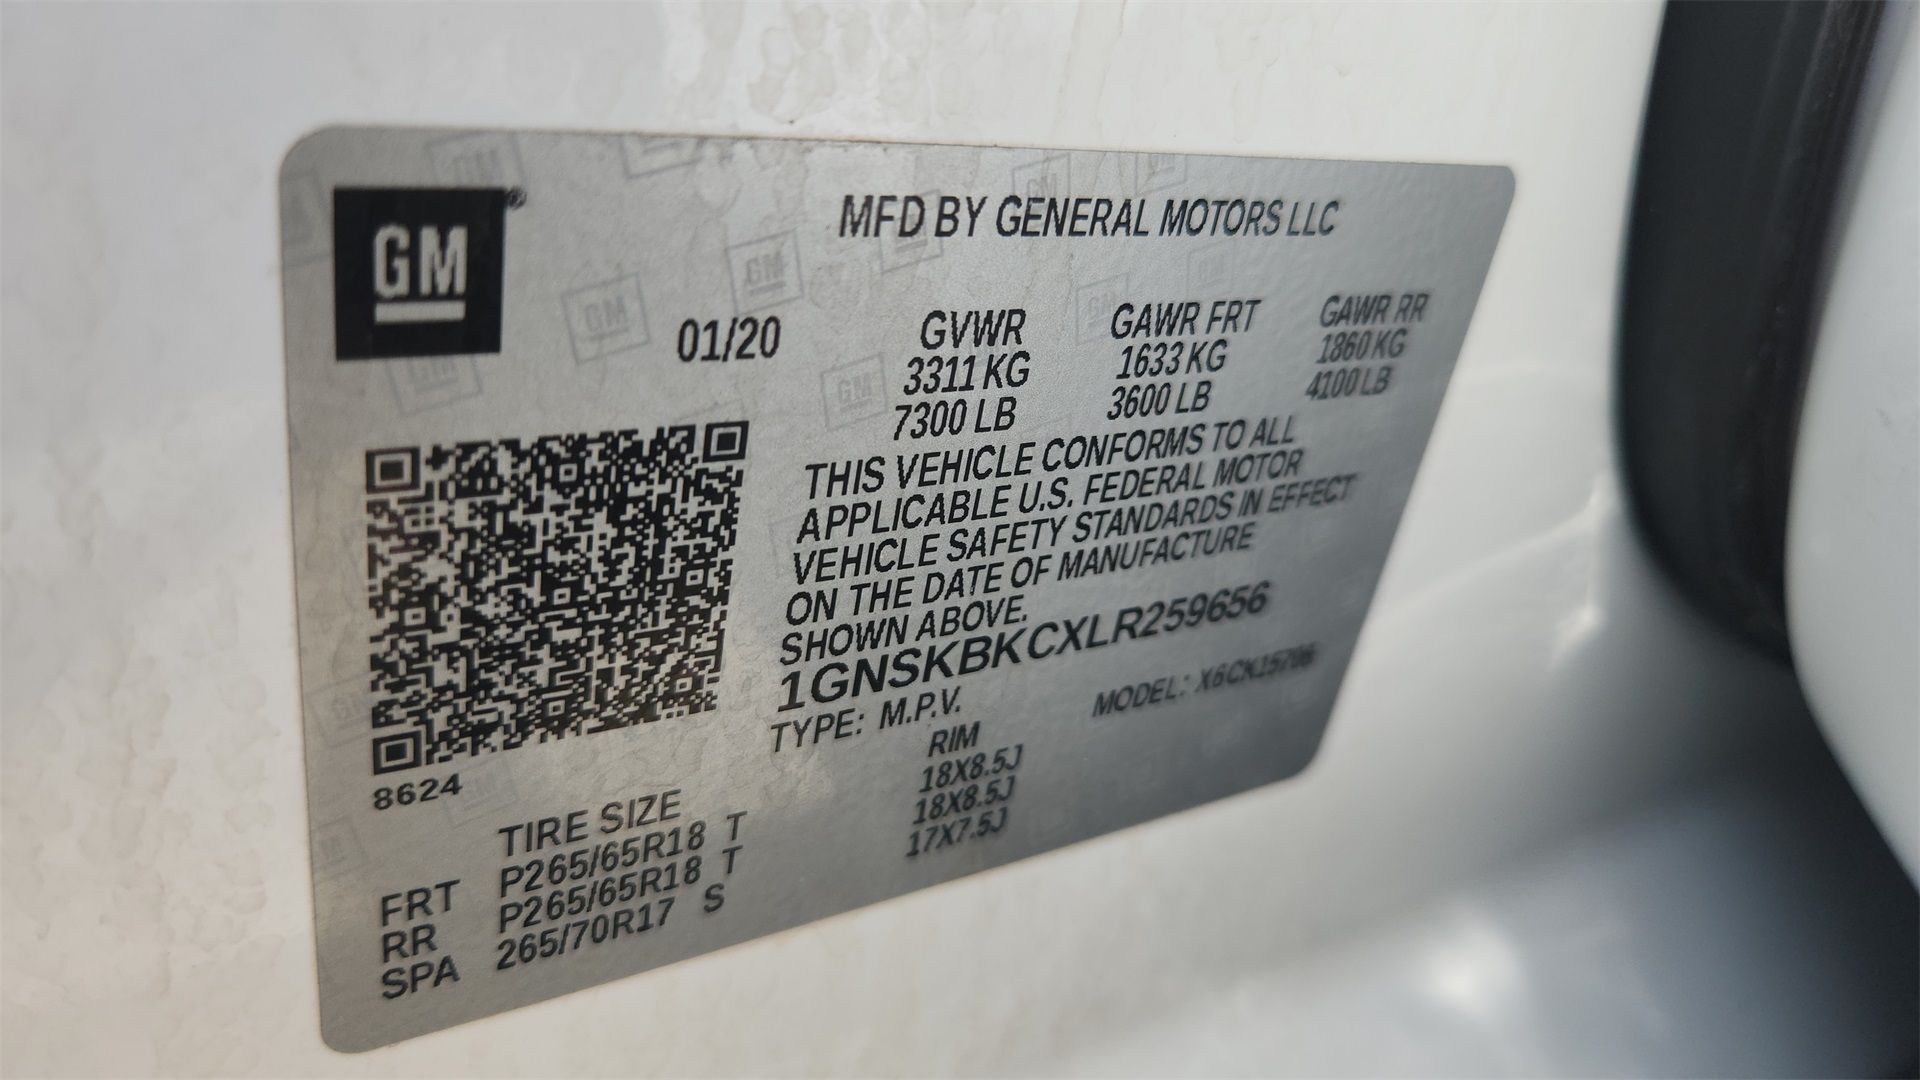 GM
MFD BY GENERAL MOTORS LLC
01/20
GVWR
3311 KG
7300 LB
GAWR FRT
1633 KG
3600 LB
GAWR RR
1860 KG
4100 LB
THIS VEHICLE CONFORMS TO ALL
APPLICABLE U.S. FEDERAL MOTOR
VEHICLE SAFETY STANDARDS IN EFFECT
ON THE DATE OF MANUFACTURE
SHOWN ABOVE.
1GNSKBKCXLR259656
TYPE: M.P.V.
MODEL: X6CK15706
8624
TIRE SIZE RIM
FRT P265/65R18 T 18X8.5J
RR P265/65R18 T 18X8.5J
SPA 265/70R17 S 17X7.5J